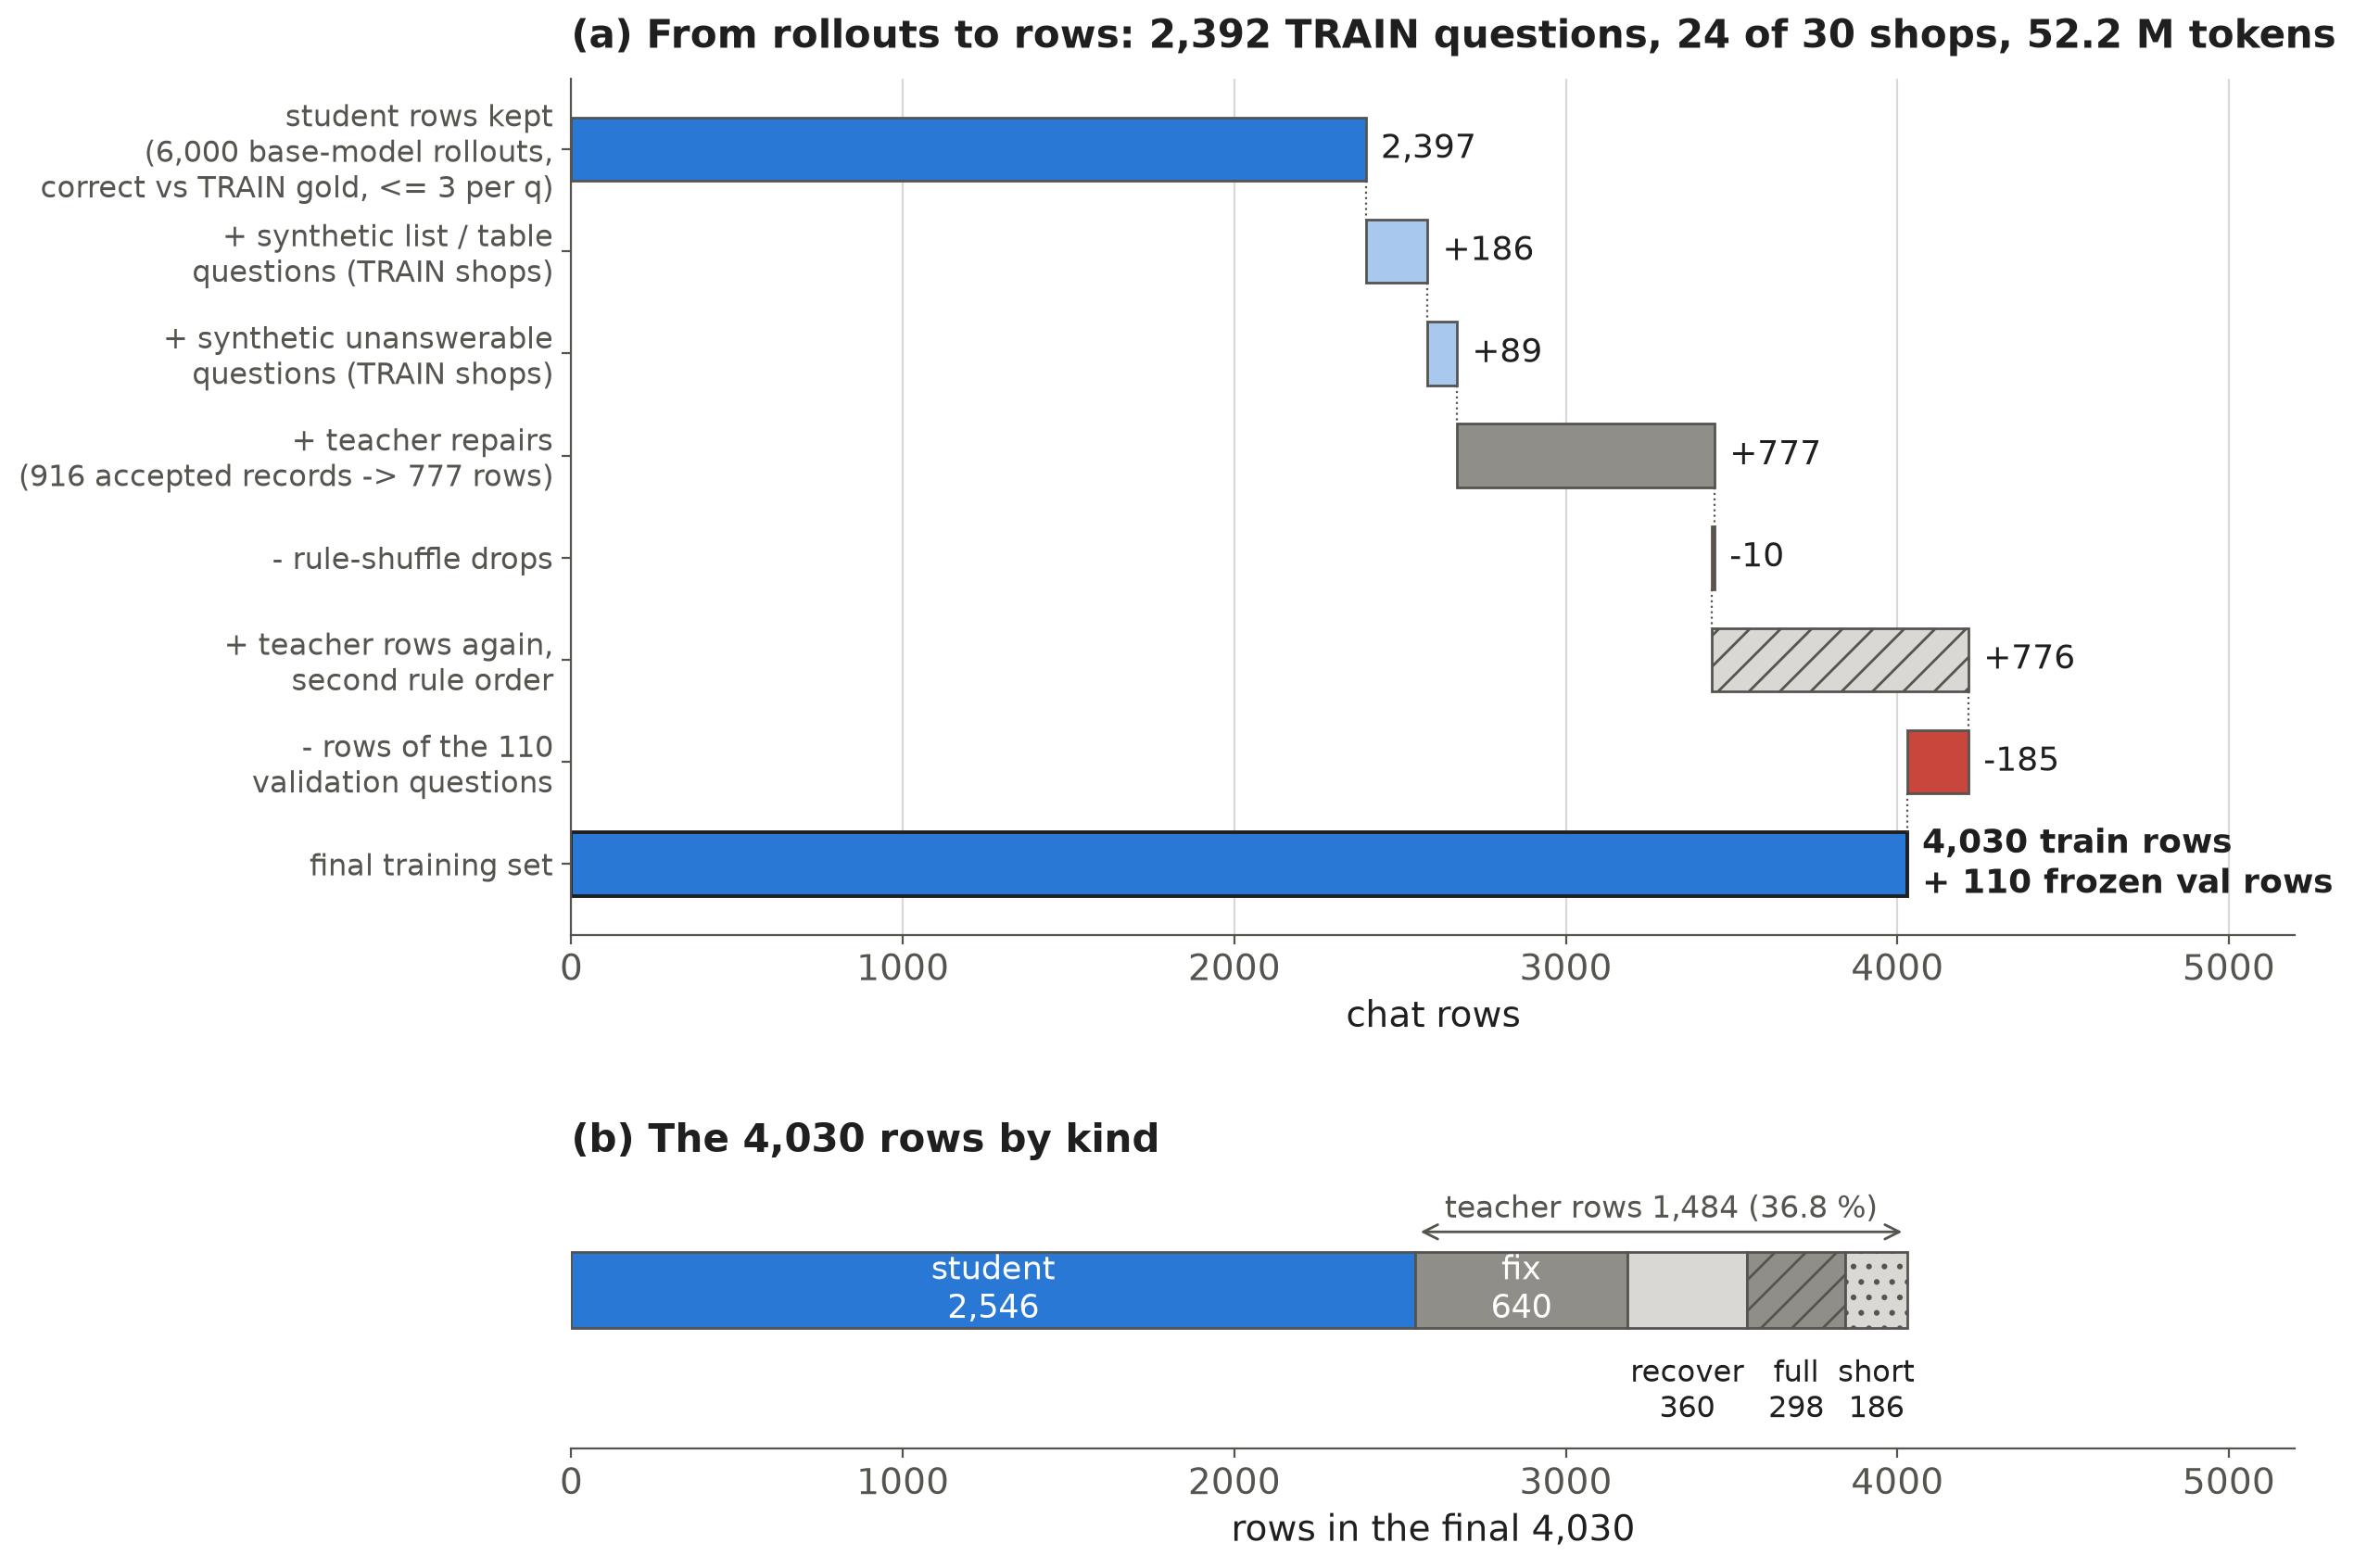 (a) From rollouts to rows: 2,392 TRAIN questions, 24 of 30 shops, 52.2 M tokens
student rows kept
(6,000 base-model rollouts,
correct vs TRAIN gold, <= 3 per q)
2,397
+ synthetic list / table
questions (TRAIN shops)
+186
+ synthetic unanswerable
questions (TRAIN shops)
+89
+ teacher repairs
(916 accepted records -> 777 rows)
+777
- rule-shuffle drops
-10
+ teacher rows again,
second rule order
+776
- rows of the 110
validation questions
-185
final training set
4,030 train rows
+ 110 frozen val rows
0 1000 2000 3000 4000 5000
chat rows
(b) The 4,030 rows by kind
teacher rows 1,484 (36.8 %)
student
2,546
fix
640
recover
360
full
298
short
186
0 1000 2000 3000 4000 5000
rows in the final 4,030